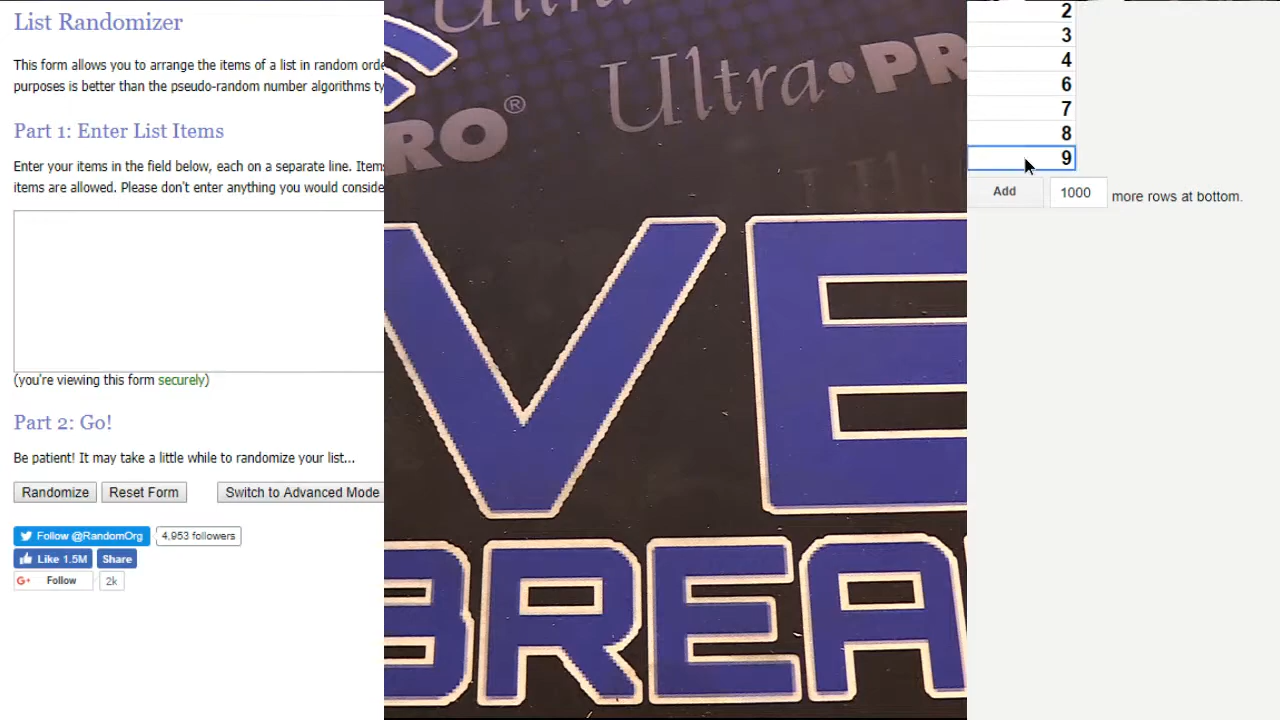 List Randomizer
This form allows you to arrange the items of a list in random orde
purposes is better than the pseudo-random number algorithms ty
Part 1: Enter List Items
Enter your items in the field below, each on a separate line. Items
items are allowed. Please don't enter anything you would conside
(you're viewing this form securely)
Part 2: Go!
Be patient! It may take a little while to randomize your list...
Randomize
Reset Form
Switch to Advanced Mode
Follow @RandomOrg
4,953 followers
Like 1.5M
Share
G+ Follow
2k
Ultra
Ultra•PR
RO®
VE
BREA
2
3
4
6
7
8
9
Add 1000 more rows at bottom.